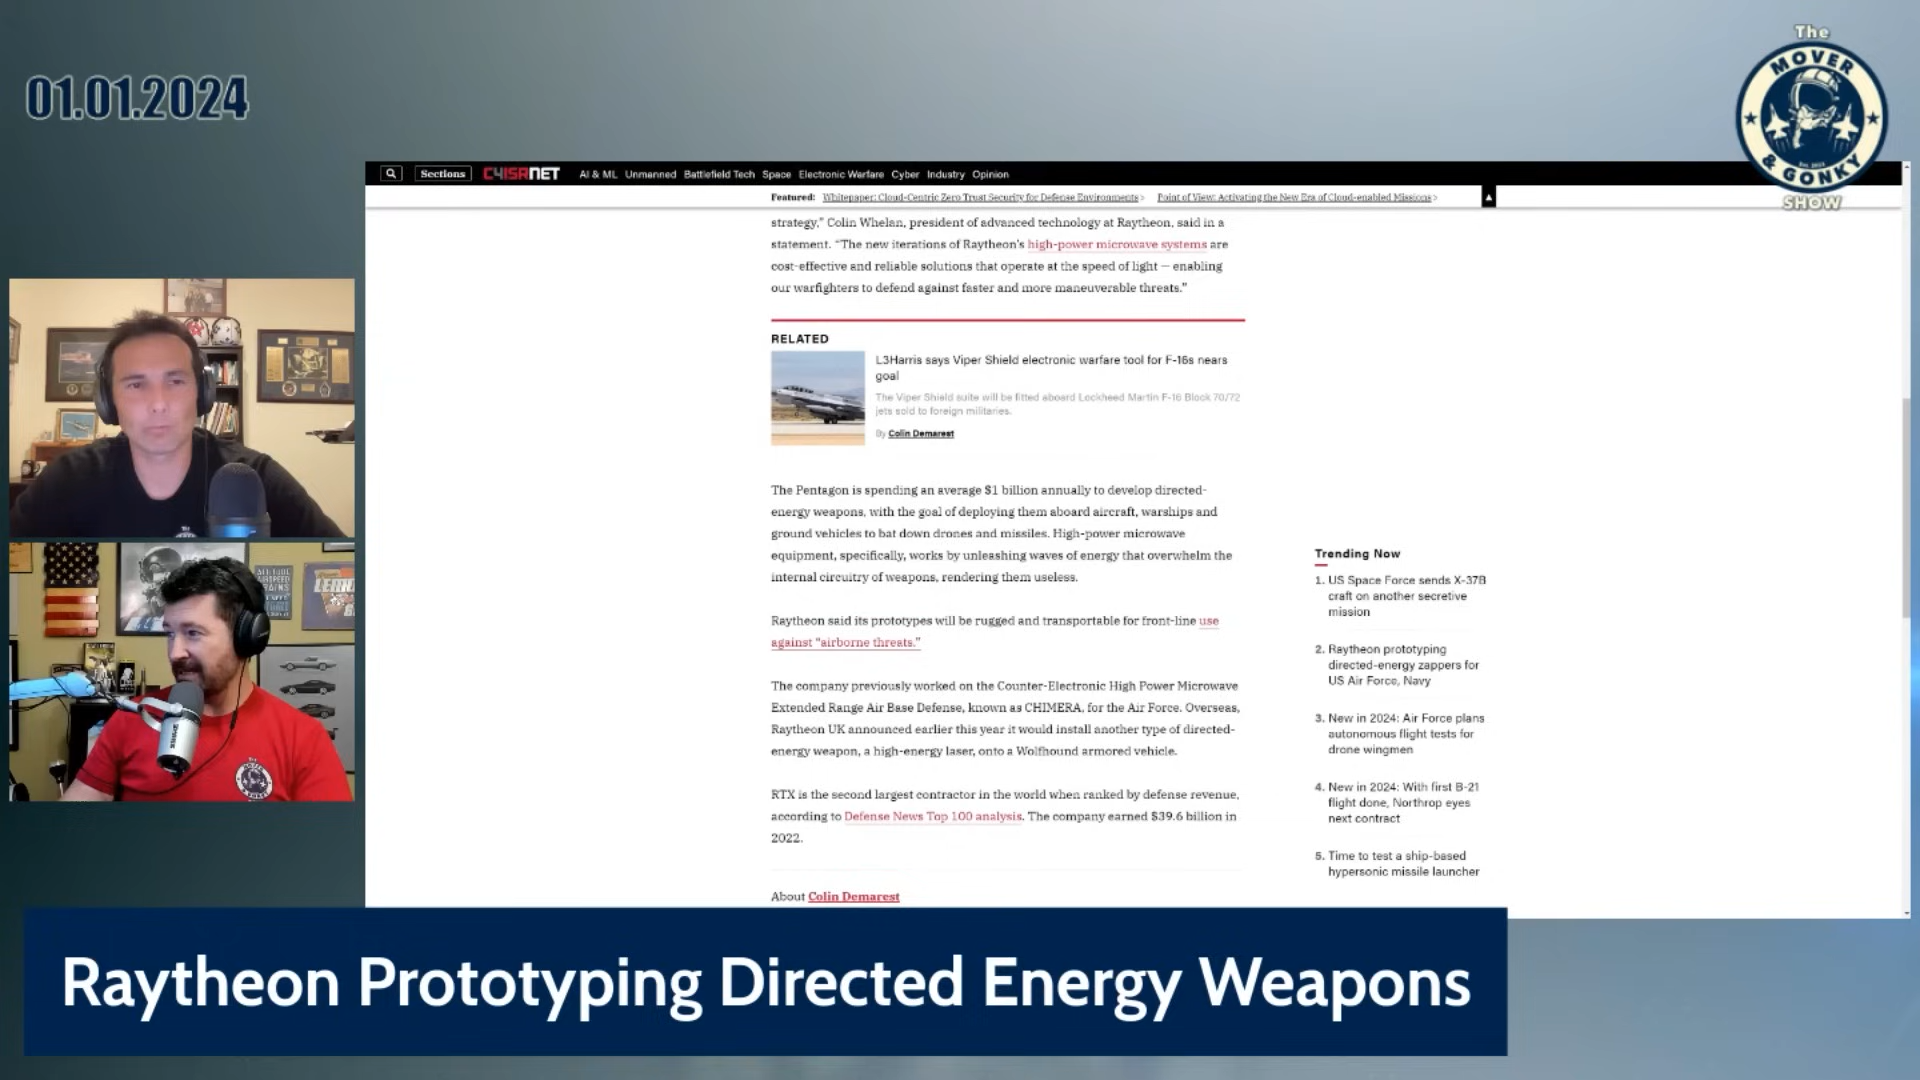 01.01.2024
The
MOVER
& GONKY
SHOW
Sections
C4ISRNET
AI & ML Unmanned Battlefield Tech Space Electronic Warfare Cyber Industry Opinion
Featured: Whitepaper: Cloud-Centric Zero Trust Security for Defense Environments > Point of View: Activating the New Era of Cloud-enabled Missions >
strategy,” Colin Whelan, president of advanced technology at Raytheon, said in a
statement. “The new iterations of Raytheon’s high-power microwave systems are
cost-effective and reliable solutions that operate at the speed of light — enabling
our warfighters to defend against faster and more maneuverable threats.”
RELATED
L3Harris says Viper Shield electronic warfare tool for F-16s nears
goal
The Viper Shield suite will be fitted aboard Lockheed Martin F-16 Block 70/72
jets sold to foreign militaries.
By Colin Demarest
The Pentagon is spending an average $1 billion annually to develop directed-
energy weapons, with the goal of deploying them aboard aircraft, warships and
ground vehicles to bat down drones and missiles. High-power microwave
equipment, specifically, works by unleashing waves of energy that overwhelm the
internal circuitry of weapons, rendering them useless.
Raytheon said its prototypes will be rugged and transportable for front-line use
against “airborne threats.”
The company previously worked on the Counter-Electronic High Power Microwave
Extended Range Air Base Defense, known as CHIMERA, for the Air Force. Overseas,
Raytheon UK announced earlier this year it would install another type of directed-
energy weapon, a high-energy laser, onto a Wolfhound armored vehicle.
RTX is the second largest contractor in the world when ranked by defense revenue,
according to Defense News Top 100 analysis. The company earned $39.6 billion in
2022.
About Colin Demarest
Trending Now
1. US Space Force sends X-37B
craft on another secretive
mission
2. Raytheon prototyping
directed-energy zappers for
US Air Force, Navy
3. New in 2024: Air Force plans
autonomous flight tests for
drone wingmen
4. New in 2024: With first B-21
flight done, Northrop eyes
next contract
5. Time to test a ship-based
hypersonic missile launcher
Raytheon Prototyping Directed Energy Weapons